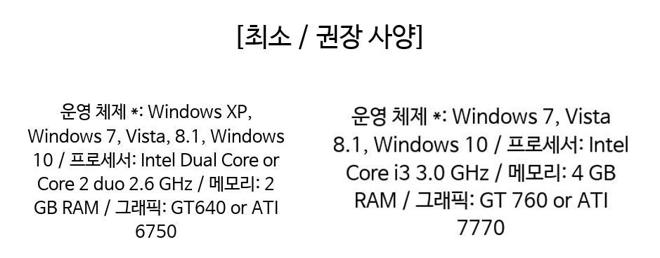 [최소 / 권장 사양]
운영 체제 *: Windows XP,
Windows 7, Vista, 8.1, Windows
10 / 프로세서: Intel Dual Core or
Core 2 duo 2.6 GHz / 메모리: 2
GB RAM / 그래픽: GT640 or ATI
6750
운영 체제 *: Windows 7, Vista
8.1, Windows 10 / 프로세서: Intel
Core i3 3.0 GHz / 메모리: 4 GB
RAM / 그래픽: GT 760 or ATI
7770